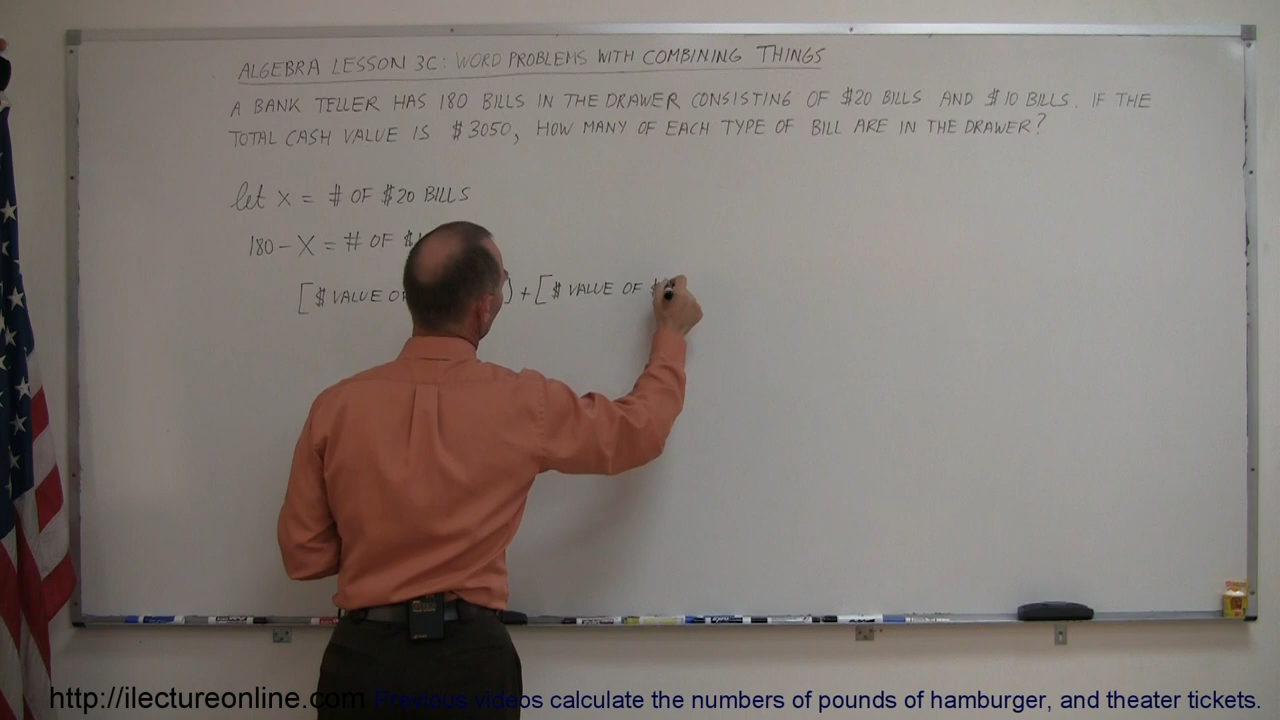 ALGEBRA LESSON 3C: WORD PROBLEMS WITH COMBINING THINGS
A BANK TELLER HAS 180 BILLS IN THE DRAWER CONSISTING OF $20 BILLS AND $10 BILLS. IF THE
TOTAL CASH VALUE IS $3050, HOW MANY OF EACH TYPE OF BILL ARE IN THE DRAWER?
let X = # OF $20 BILLS
180 - X = # OF $
[$ VALUE OF ] + [$ VALUE OF $
http://ilectureonline.com Previous videos calculate the numbers of pounds of hamburger, and theater tickets.